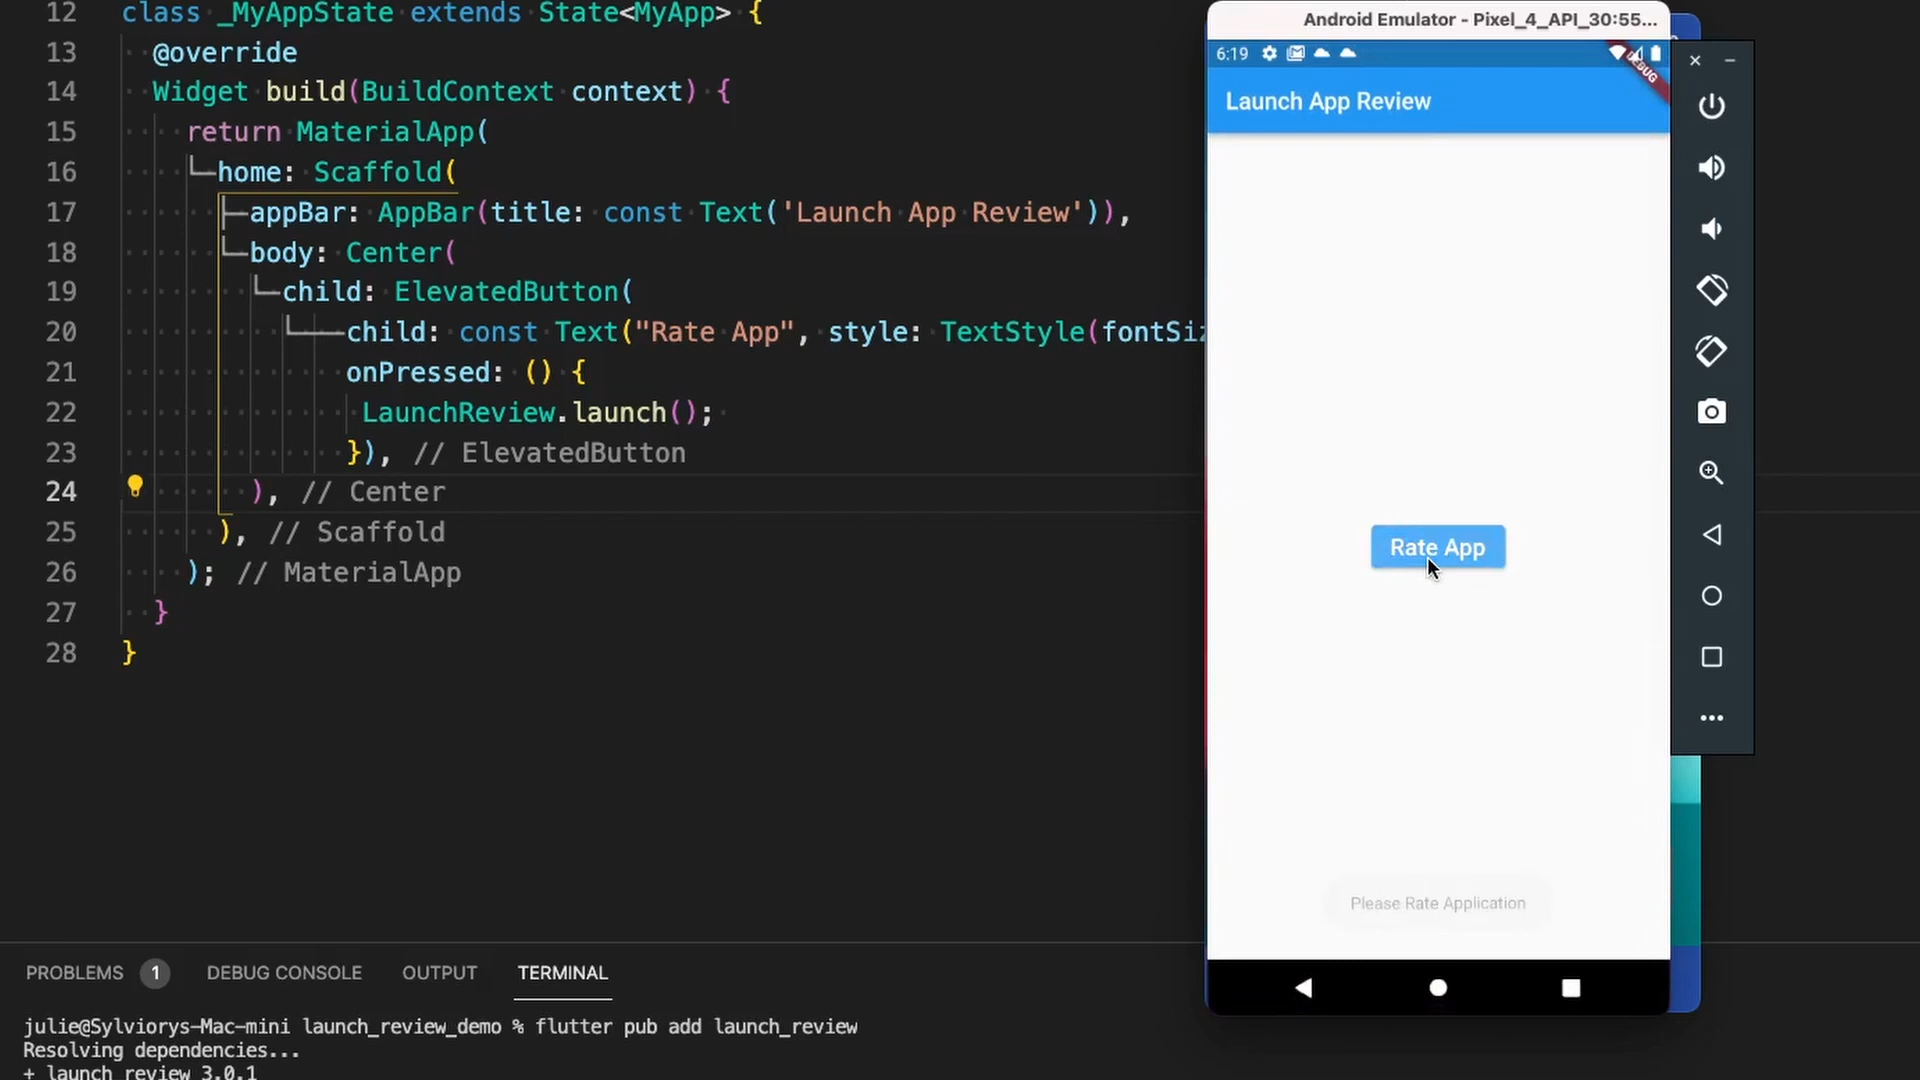 12 class _MyAppState extends State<MyApp> {
13 @override
14 Widget build(BuildContext context) {
15 return MaterialApp(
16 home: Scaffold(
17 appBar: AppBar(title: const Text('Launch App Review')),
18 body: Center(
19 child: ElevatedButton(
20 child: const Text("Rate App", style: TextStyle(fontSiz
21 onPressed: () {
22 LaunchReview.launch();
23 }), // ElevatedButton
24 ), // Center
25 ), // Scaffold
26 ); // MaterialApp
27 }
28 }
PROBLEMS 1 DEBUG CONSOLE OUTPUT TERMINAL
julie@Sylviorys-Mac-mini launch_review_demo % flutter pub add launch_review
Resolving dependencies...
+ launch_review 3.0.1
Android Emulator - Pixel_4_API_30:55...
6:19
DEBUG
Launch App Review
Rate App
Please Rate Application